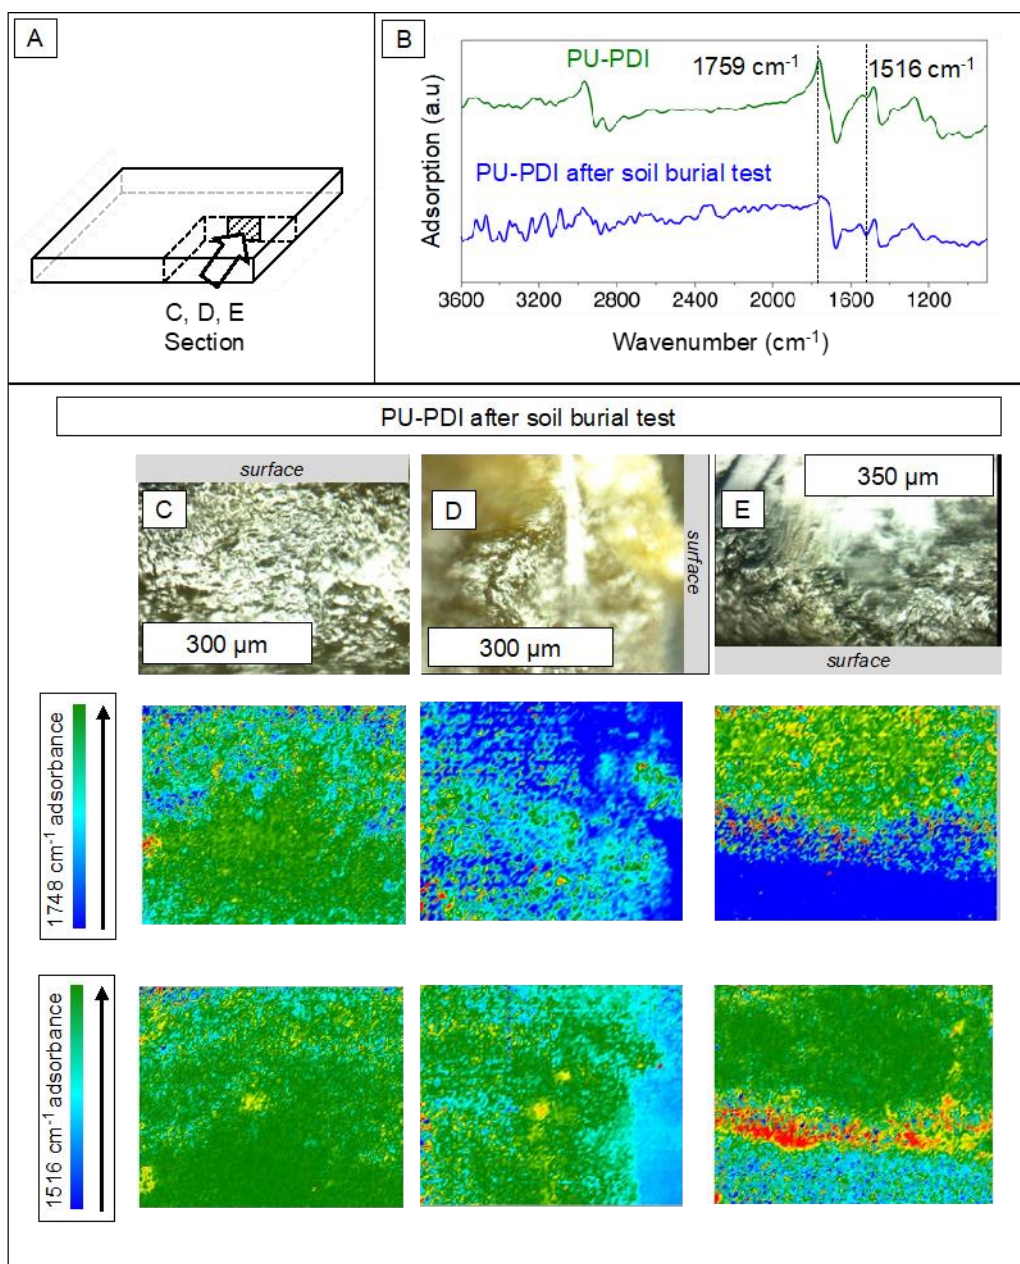 A
C, D, E
Section
B
PU-PDI
1759 cm-1
1516 cm-1
PU-PDI after soil burial test
Adsorption (a.u)
3600 3200 2800 2400 2000 1600 1200
Wavenumber (cm-1)
PU-PDI after soil burial test
surface
C
300 µm
D
300 µm
surface
E
350 µm
surface
1748 cm-1 adsorbance
1516 cm-1 adsorbance